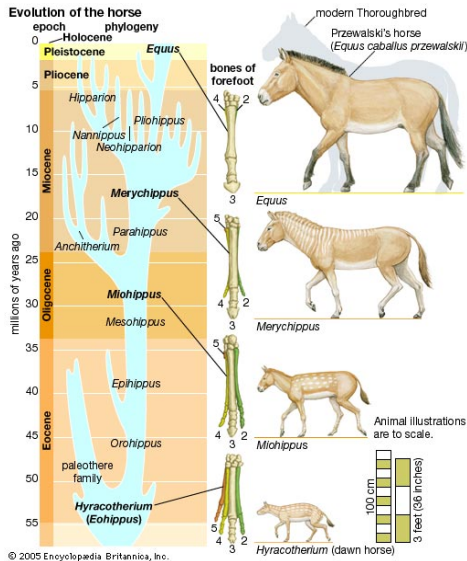 Evolution of the horse
epoch phylogeny
Holocene
Pleistocene
Pliocene
Miocene
Oligocene
Eocene
millions of years ago
0
5
10
15
20
25
30
35
40
45
50
55
Equus
Hipparion
Pliohippus
Nannippus
Neohipparion
Merychippus
Parahippus
Anchitherium
Miohippus
Mesohippus
Epihippus
Orohippus
paleothere
family
Hyracotherium
(Eohippus)
bones of
forefoot
4 2
3
5
4 2
3
5
4 2
3
5
4 2
3
modern Thoroughbred
Przewalski's horse
(Equus caballus przewalskii)
Equus
Merychippus
Miohippus
Hyracotherium (dawn horse)
Animal illustrations
are to scale.
100 cm
3 feet (36 inches)
© 2005 Encyclopædia Britannica, Inc.